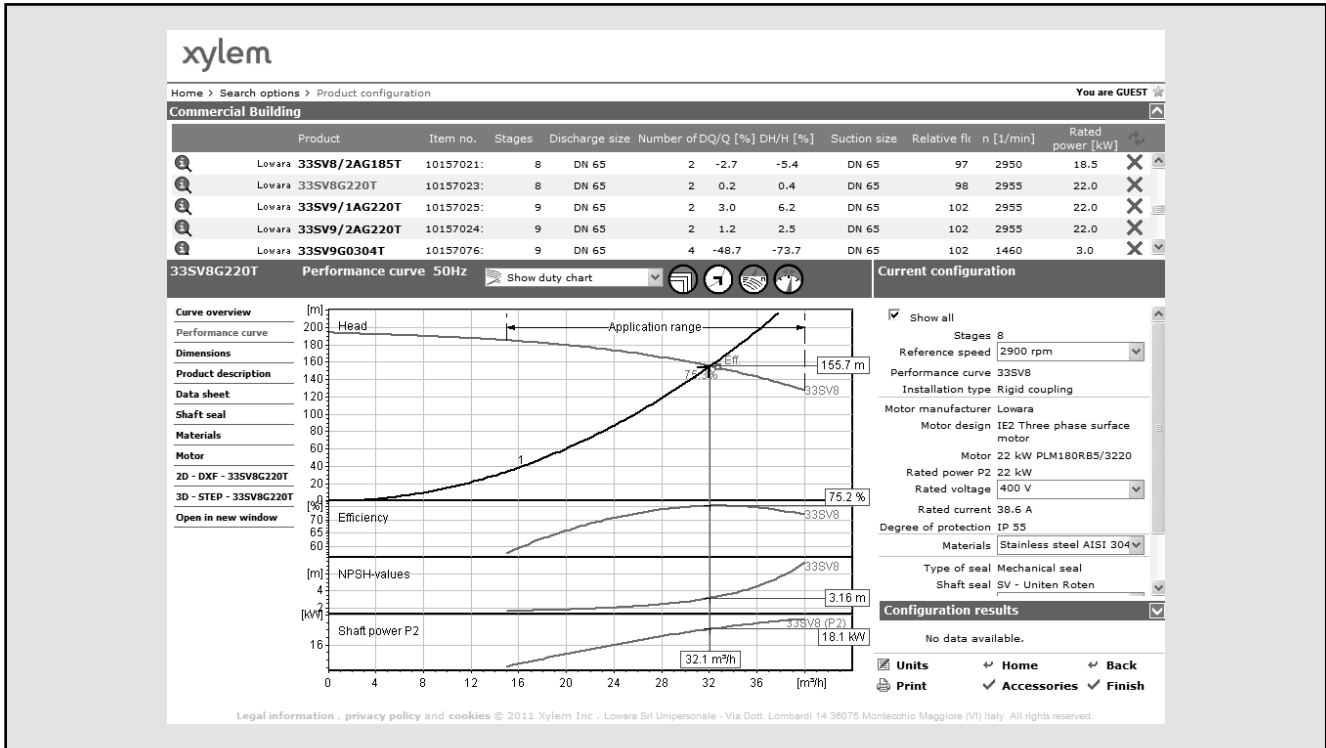 xylem
Home > Search options > Product configuration You are GUEST
Commercial Building
Product Item no. Stages Discharge size Number of DQ/Q [%] DH/H [%] Suction size Relative flo n [1/min] Rated power [kW]
Lowara 33SV8/2AG185T 10157021: 8 DN 65 2 -2.7 -5.4 DN 65 97 2950 18.5
Lowara 33SV8G220T 10157023: 8 DN 65 2 0.2 0.4 DN 65 98 2955 22.0
Lowara 33SV9/1AG220T 10157025: 9 DN 65 2 3.0 6.2 DN 65 102 2955 22.0
Lowara 33SV9/2AG220T 10157024: 9 DN 65 2 1.2 2.5 DN 65 102 2955 22.0
Lowara 33SV9G0304T 10157076: 9 DN 65 4 -48.7 -73.7 DN 65 102 1460 3.0
33SV8G220T Performance curve 50Hz Show duty chart Current configuration
Curve overview
Performance curve
Dimensions
Product description
Data sheet
Shaft seal
Materials
Motor
2D - DXF - 33SV8G220T
3D - STEP - 33SV8G220T
Open in new window
[m]
200 Head Application range
180
160 Eff. 155.7 m
140 33SV8
120
100
80
60
40 1
20
0
[%] 75.2 %
70 Efficiency 33SV8
65
60
[m] NPSH-values 33SV8
4
2 3.16 m
[kW] 33SV8 (P2)
Shaft power P2 18.1 kW
16
32.1 m³/h
0 4 8 12 16 20 24 28 32 36 [m³/h]
Show all
Stages 8
Reference speed 2900 rpm
Performance curve 33SV8
Installation type Rigid coupling
Motor manufacturer Lowara
Motor design IE2 Three phase surface
motor
Motor 22 kW PLM180RB5/3220
Rated power P2 22 kW
Rated voltage 400 V
Rated current 38.6 A
Degree of protection IP 55
Materials Stainless steel AISI 304
Type of seal Mechanical seal
Shaft seal SV - Uniten Roten
Configuration results
No data available.
Units Home Back
Print Accessories Finish
Legal information , privacy policy and cookies © 2011 Xylem Inc . Lowara Srl Unipersonale - Via Dott. Lombardi 14 36075 Montecchio Maggiore (VI) Italy. All rights reserved.